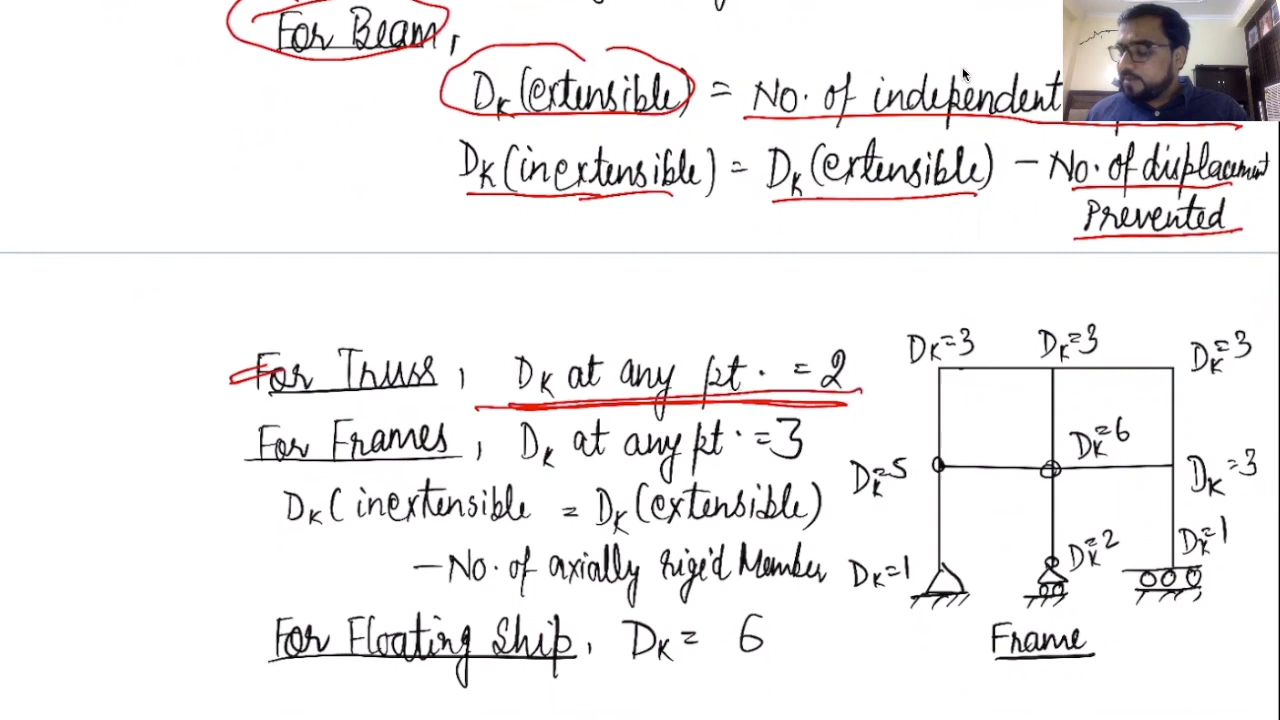 For Beam,
Dk (extensible) = No. of independent
Dk (inextensible) = Dk (extensible) - No. of displacement
Prevented
For Truss, Dk at any pt. = 2
For Frames, Dk at any pt. = 3
Dk (inextensible = Dk (extensible)
- No. of axially rigid Member
For Floating Ship, Dk = 6
Dk=3 Dk=3 Dk=3
Dk=5 Dk=6 Dk=3
Dk=1 Dk=2 Dk=1
Frame